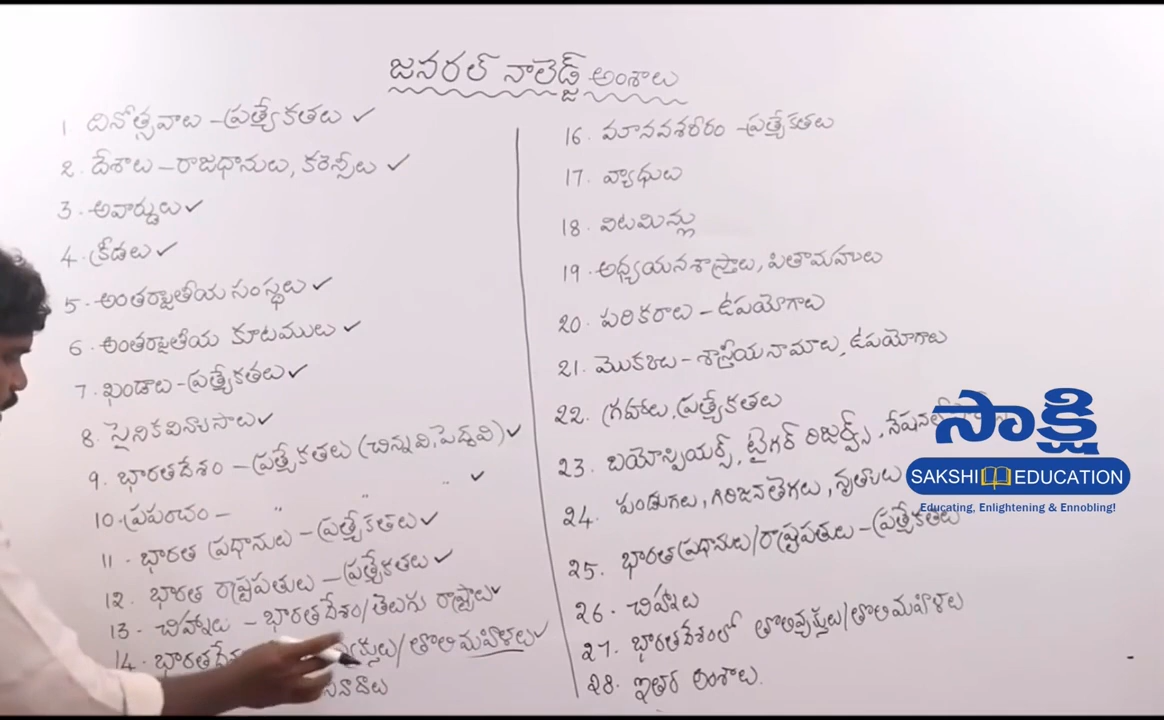 జనరల్ నాలెడ్జ్ అంశాలు
1 దినోత్సవాలు - ప్రత్యేకతలు ✓
2. దేశాలు - రాజధానులు, కరెన్సీలు ✓
3. అవార్డులు ✓
4. క్రీడలు ✓
5. అంతర్జాతీయ సంస్థలు ✓
6. అంతర్జాతీయ కూటములు ✓
7. ఖండాలు - ప్రత్యేకతలు ✓
8. సైనిక విన్యాసాలు ✓
9. భారతదేశం - ప్రత్యేకతలు (చిన్నవి, పెద్దవి) ✓
10. ప్రపంచం - " " " ✓
11. భారత ప్రధానులు - ప్రత్యేకతలు ✓
12. భారత రాష్ట్రపతులు - ప్రత్యేకతలు ✓
13. చిహ్నాలు - భారతదేశం/తెలుగు రాష్ట్రాలు ✓
14. భారతదేశ / తొలి మహిళలు ✓
16. మానవశరీరం - ప్రత్యేకతలు
17. వ్యాధులు
18. విటమిన్లు
19. అధ్యయనశాస్త్రాలు, పితామహులు
20. పరికరాలు - ఉపయోగాలు
21. మొక్కలు - శాస్త్రీయనామాలు, ఉపయోగాలు
22. గ్రహాలు, ప్రత్యేకతలు
23. బయోస్పియర్స్, టైగర్ రిజర్వ్స్,
24. పండుగలు, గిరిజన తెగలు, నృత్యాలు
25. భారత ప్రధానులు/రాష్ట్రపతులు - ప్రత్యేకతలు
26. చిహ్నాలు
27. భారతదేశంలో తొలి వ్యక్తులు/తొలి మహిళలు
28. ఇతర అంశాలు.
సాక్షి
SAKSHI EDUCATION
Educating, Enlightening & Ennobling!